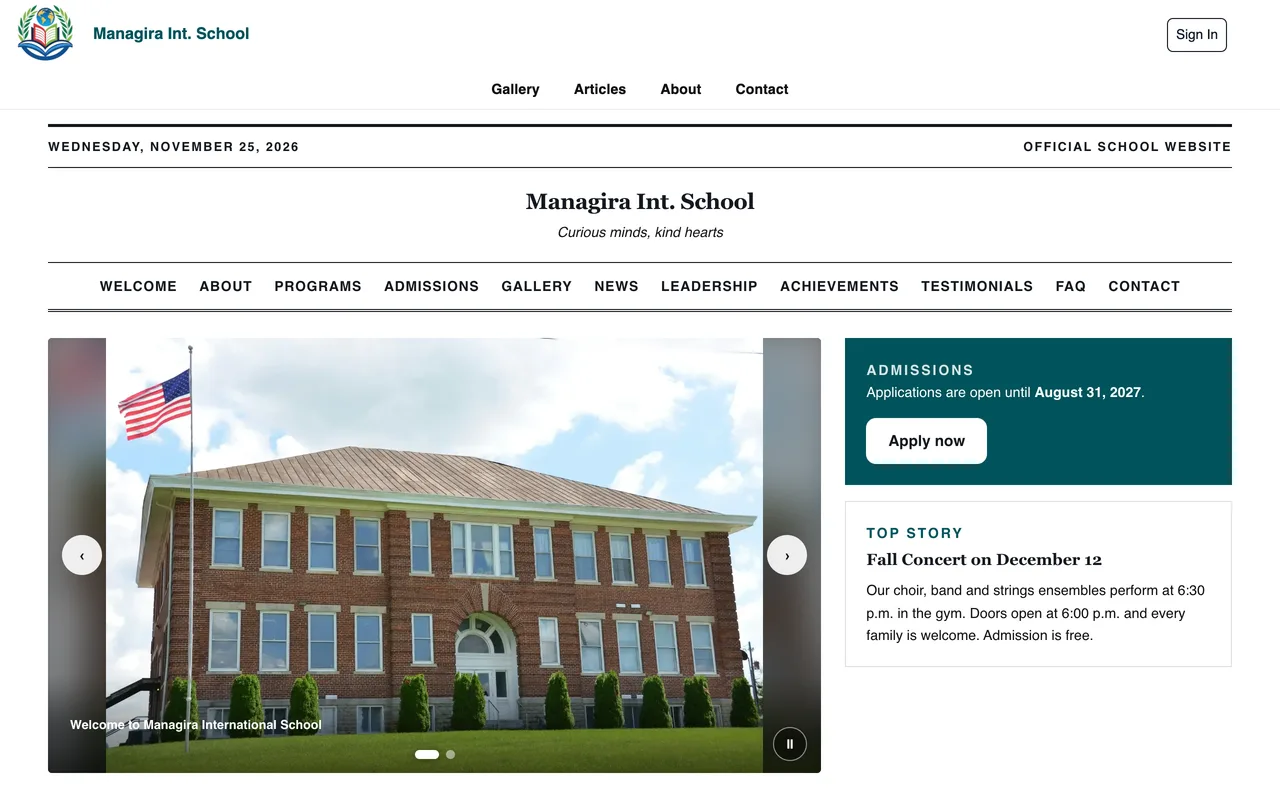 Managira Int. School
Sign In
Gallery Articles About Contact
WEDNESDAY, NOVEMBER 25, 2026
OFFICIAL SCHOOL WEBSITE
Managira Int. School
Curious minds, kind hearts
WELCOME ABOUT PROGRAMS ADMISSIONS GALLERY NEWS LEADERSHIP ACHIEVEMENTS TESTIMONIALS FAQ CONTACT
Welcome to Managira International School
ADMISSIONS
Applications are open until August 31, 2027.
Apply now
TOP STORY
Fall Concert on December 12
Our choir, band and strings ensembles perform at 6:30
p.m. in the gym. Doors open at 6:00 p.m. and every
family is welcome. Admission is free.